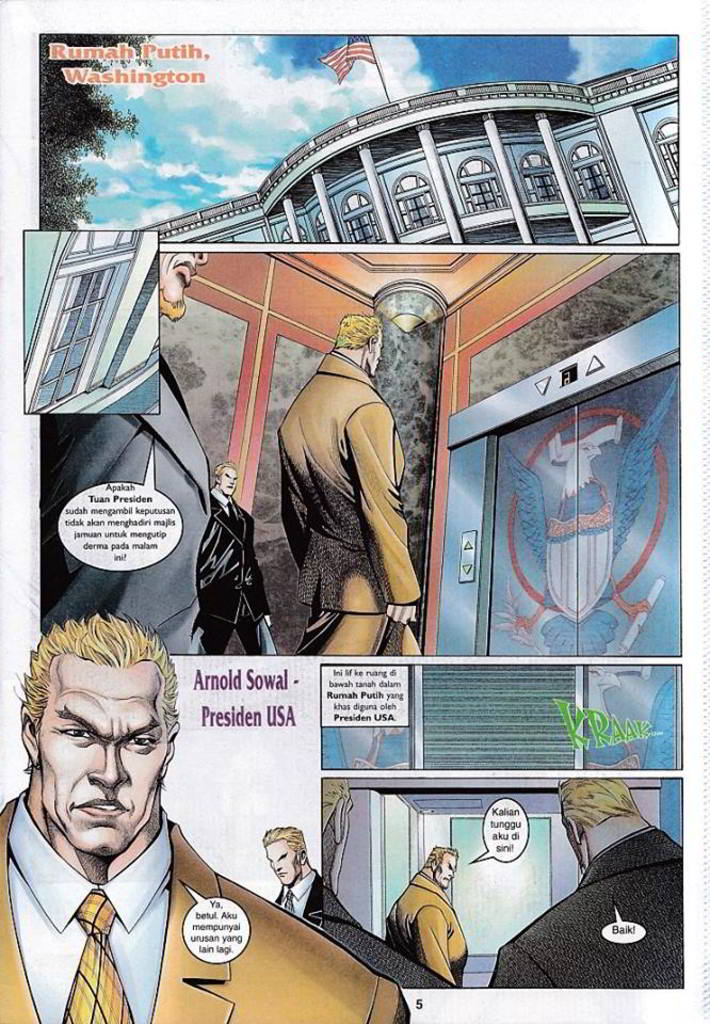 Rumah Putih,
Washington
Apakah
Tuan Presiden
sudah mengambil keputusan
tidak akan menghadiri majlis
jamuan untuk mengutip
derma pada malam
ini?
Arnold Sowal -
Presiden USA
Ini lif ke ruang di
bawah tanah dalam
Rumah Putih yang
khas diguna oleh
Presiden USA.
KRAAK...
Ya,
betul. Aku
mempunyai
urusan yang
lain lagi.
Kalian
tunggu
aku di
sini!
Baik!
5